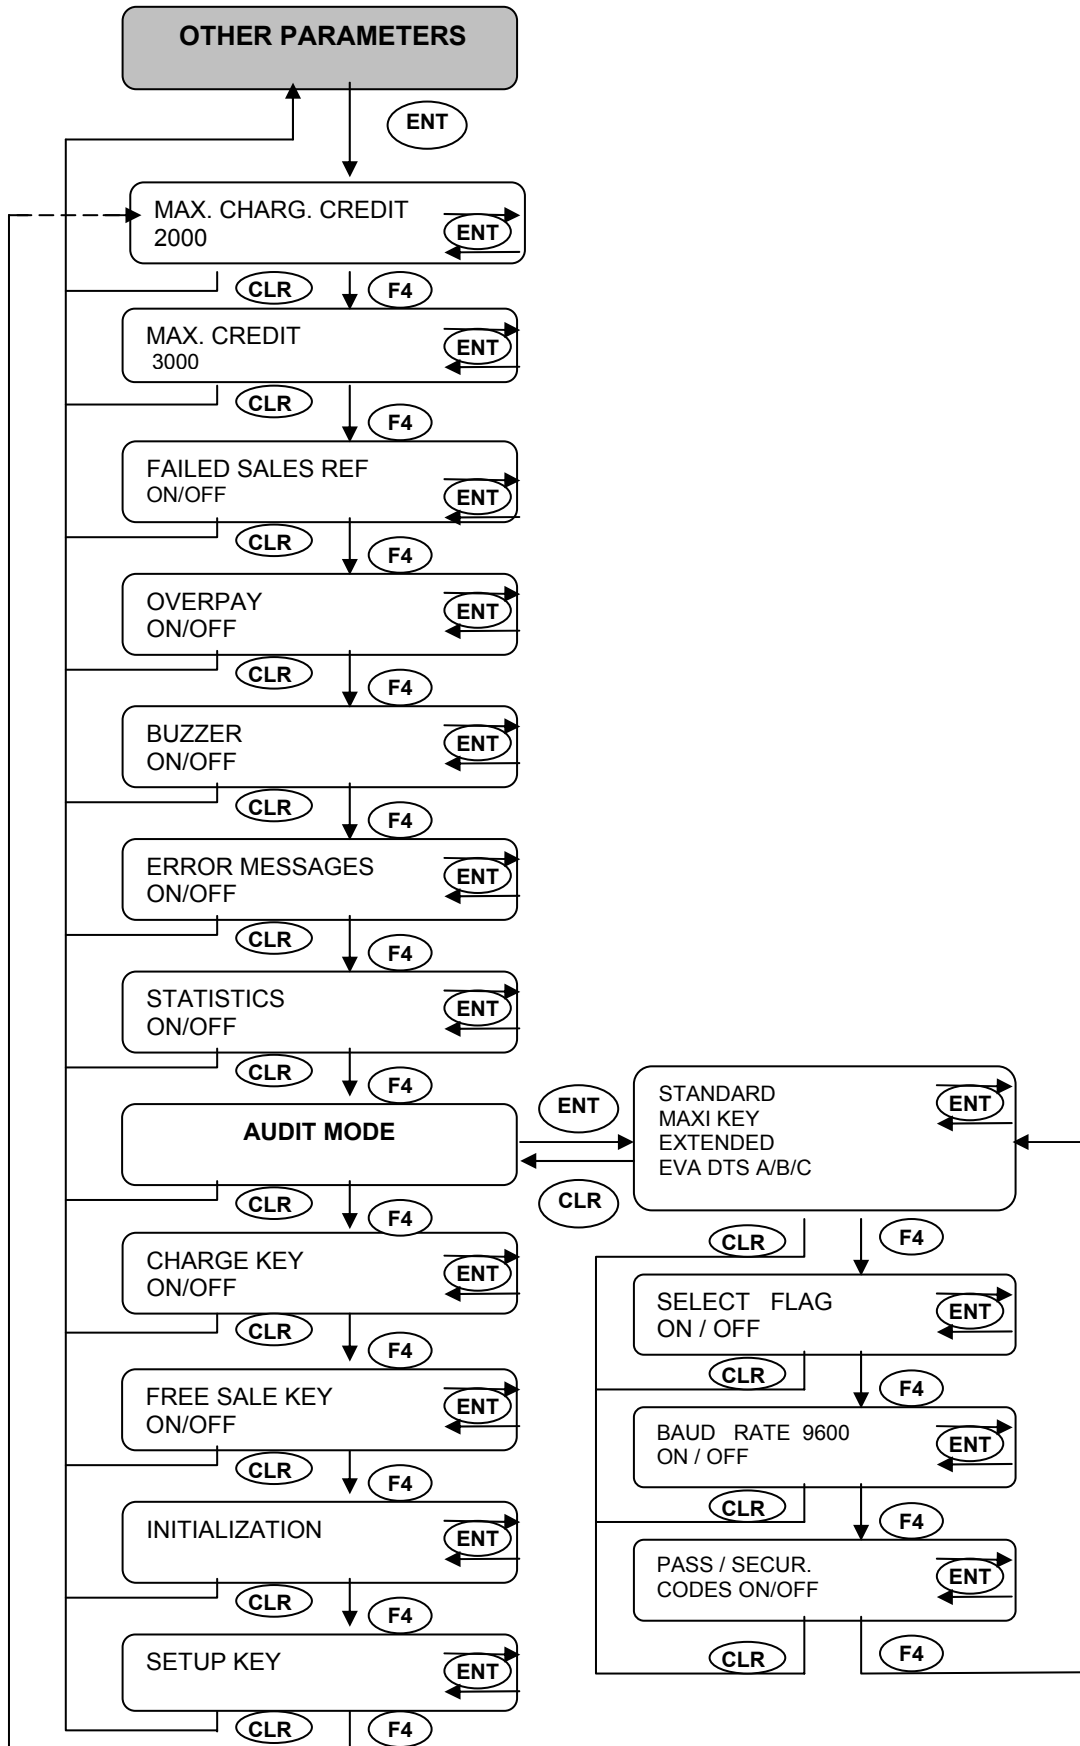 OTHER PARAMETERS
ENT
MAX. CHARG. CREDIT
2000
ENT
CLR
F4
MAX. CREDIT
3000
ENT
CLR
F4
FAILED SALES REF
ON/OFF
ENT
CLR
F4
OVERPAY
ON/OFF
ENT
CLR
F4
BUZZER
ON/OFF
ENT
CLR
F4
ERROR MESSAGES
ON/OFF
ENT
CLR
F4
STATISTICS
ON/OFF
ENT
CLR
F4
AUDIT MODE
ENT
CLR
CLR
F4
CHARGE KEY
ON/OFF
ENT
CLR
F4
FREE SALE KEY
ON/OFF
ENT
CLR
F4
INITIALIZATION
ENT
CLR
F4
SETUP KEY
ENT
CLR
F4
STANDARD
MAXI KEY
EXTENDED
EVA DTS A/B/C
ENT
CLR
F4
SELECT FLAG
ON / OFF
ENT
CLR
F4
BAUD RATE 9600
ON / OFF
ENT
CLR
F4
PASS / SECUR.
CODES ON/OFF
ENT
CLR
F4